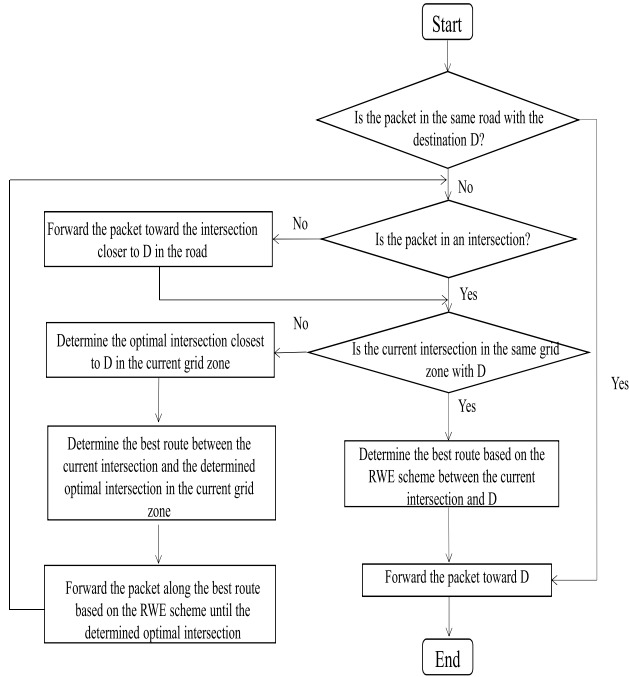 Start
Is the packet in the same road with the
destination D?
No
Is the packet in an intersection?
No
Forward the packet toward the intersection
closer to D in the road
Yes
Is the current intersection in the same grid
zone with D
No
Determine the optimal intersection closest
to D in the current grid zone
Yes
Yes
Determine the best route between the
current intersection and the determined
optimal intersection in the current grid
zone
Determine the best route based on the
RWE scheme between the current
intersection and D
Forward the packet along the best route
based on the RWE scheme until the
determined optimal intersection
Forward the packet toward D
End